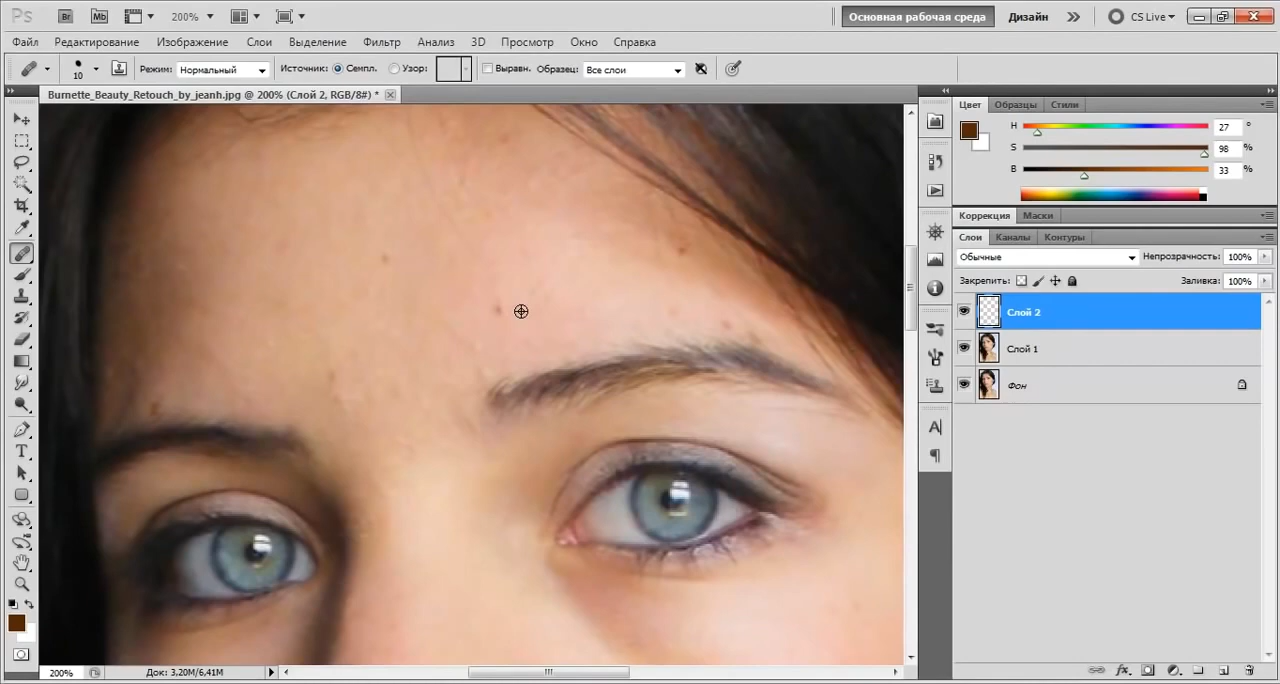 Ps Br Mb 200% Основная рабочая среда Дизайн CS Live
Файл Редактирование Изображение Слои Выделение Фильтр Анализ 3D Просмотр Окно Справка
10 Режим: Нормальный Источник: Сempl. Узор: Выравн. Образец: Все слои
Burnette_Beauty_Retouch_by_jeanh.jpg @ 200% (Слой 2, RGB/8#) *
Цвет Образцы Стили
H 27 °
S 98 %
B 33 %
Коррекция Маски
Слои Каналы Контуры
Обычные Непрозрачность: 100%
Закрепить: Заливка: 100%
Слой 2
Слой 1
Фон
200% Док: 3,20M/6,41M